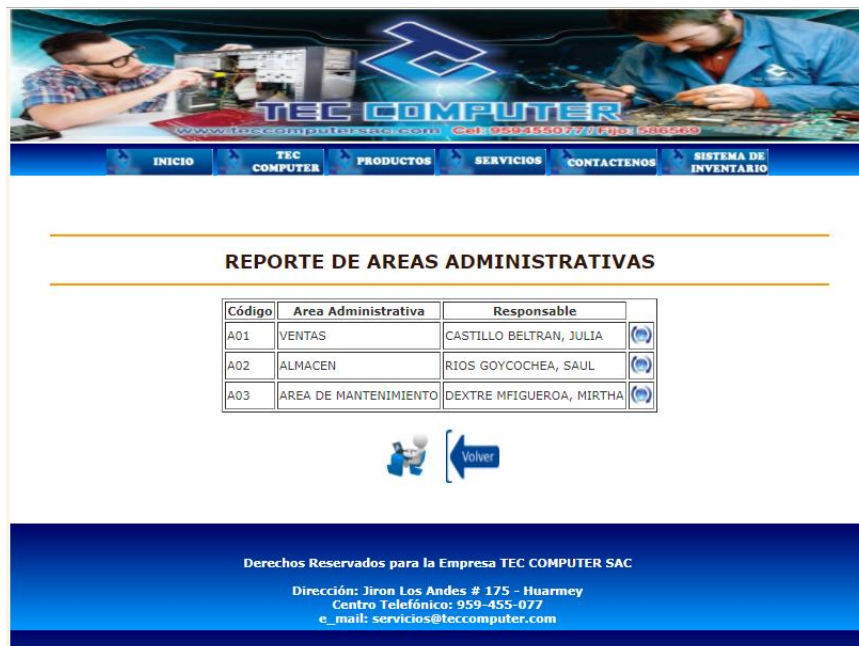 TEC COMPUTER
www.teccomputersac.com Cel: 959455077 / Fijo: 586569
INICIO
TEC COMPUTER
PRODUCTOS
SERVICIOS
CONTACTENOS
SISTEMA DE INVENTARIO
REPORTE DE AREAS ADMINISTRATIVAS
Código Area Administrativa Responsable
A01 VENTAS CASTILLO BELTRAN, JULIA
A02 ALMACEN RIOS GOYCOCHEA, SAUL
A03 AREA DE MANTENIMIENTO DEXTRE MFIGUEROA, MIRTHA
Volver
Derechos Reservados para la Empresa TEC COMPUTER SAC
Dirección: Jiron Los Andes # 175 - Huarmey
Centro Telefónico: 959-455-077
e_mail: servicios@teccomputer.com